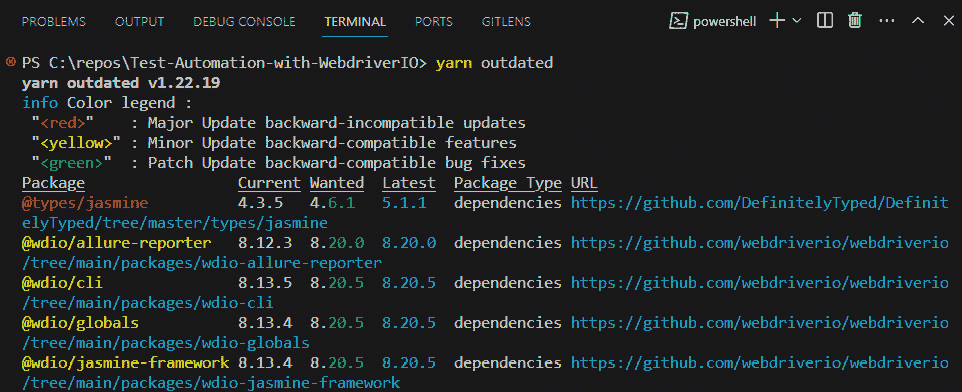 PROBLEMS OUTPUT DEBUG CONSOLE TERMINAL PORTS GITLENS powershell
PS C:\repos\Test-Automation-with-WebdriverIO> yarn outdated
yarn outdated v1.22.19
info Color legend :
"<red>" : Major Update backward-incompatible updates
"<yellow>" : Minor Update backward-compatible features
"<green>" : Patch Update backward-compatible bug fixes
Package Current Wanted Latest Package Type URL
@types/jasmine 4.3.5 4.6.1 5.1.1 dependencies https://github.com/DefinitelyTyped/Definit
elyTyped/tree/master/types/jasmine
@wdio/allure-reporter 8.12.3 8.20.0 8.20.0 dependencies https://github.com/webdriverio/webdriverio
/tree/main/packages/wdio-allure-reporter
@wdio/cli 8.13.5 8.20.5 8.20.5 dependencies https://github.com/webdriverio/webdriverio
/tree/main/packages/wdio-cli
@wdio/globals 8.13.4 8.20.5 8.20.5 dependencies https://github.com/webdriverio/webdriverio
/tree/main/packages/wdio-globals
@wdio/jasmine-framework 8.13.4 8.20.5 8.20.5 dependencies https://github.com/webdriverio/webdriverio
/tree/main/packages/wdio-jasmine-framework